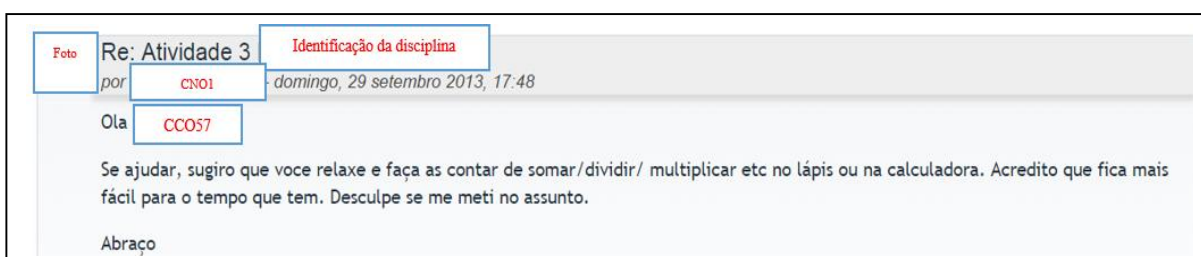 Foto
Re: Atividade 3 Identificação da disciplina
por CNO1 - domingo, 29 setembro 2013, 17:48
Ola CCO57
Se ajudar, sugiro que voce relaxe e faça as contar de somar/dividir/ multiplicar etc no lápis ou na calculadora. Acredito que fica mais
fácil para o tempo que tem. Desculpe se me meti no assunto.
Abraço